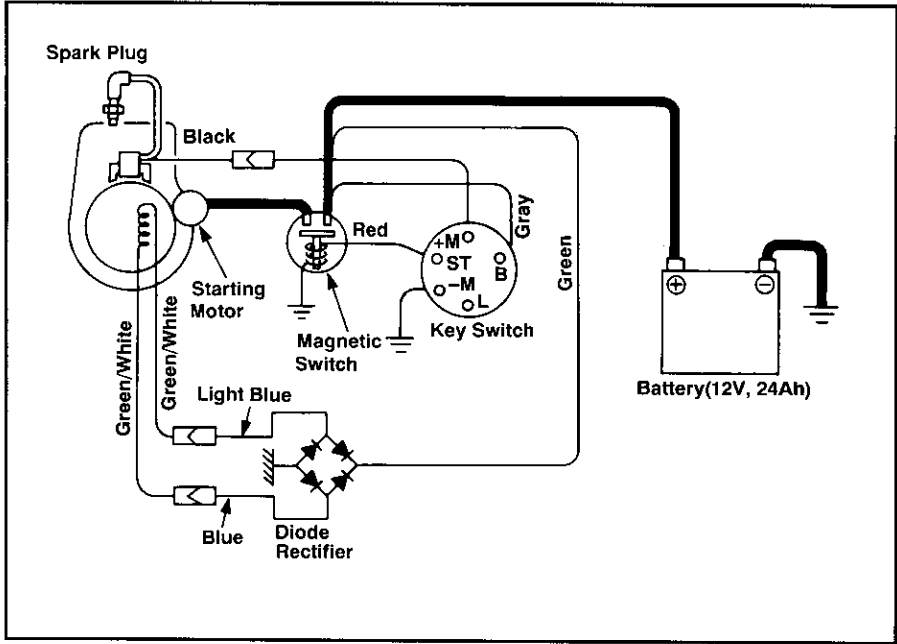 Spark Plug
Black
Gray
Red
+M
ST
B
Green
−M
L
Starting
Motor
Key Switch
Magnetic
Switch
Battery(12V, 24Ah)
Green/White
Green/White
Light Blue
Blue
Diode
Rectifier